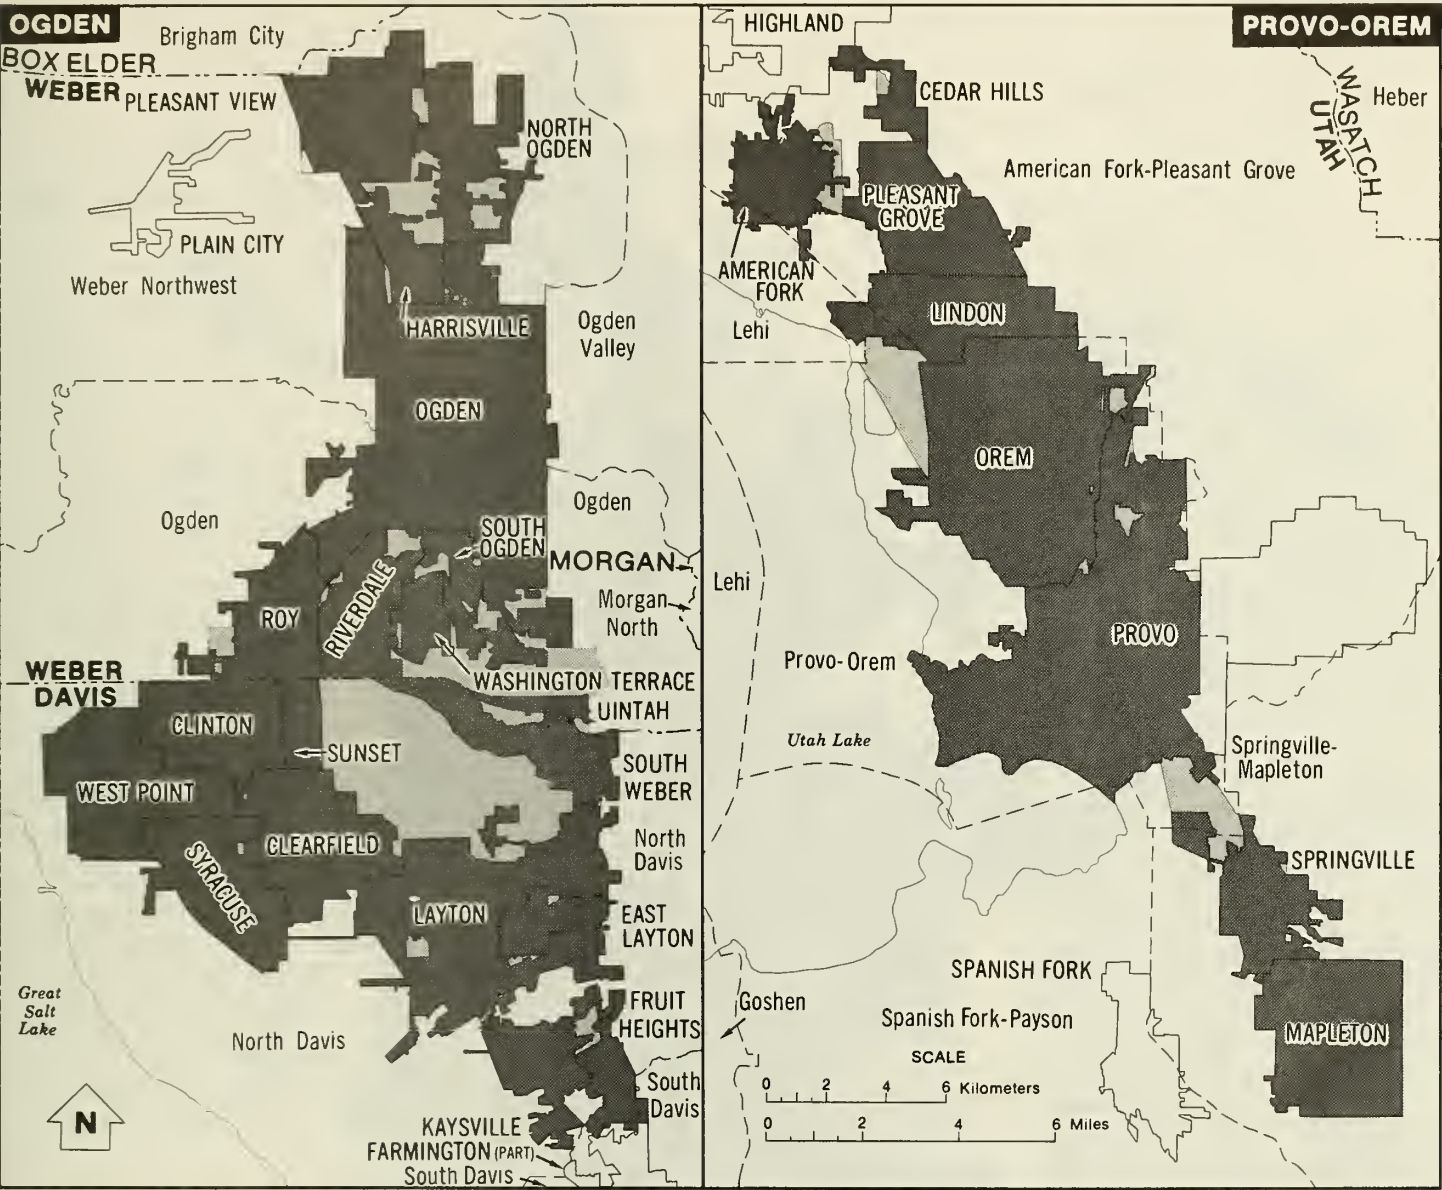 OGDEN
Brigham City
BOX ELDER
WEBER
PLEASANT VIEW
NORTH
OGDEN
PLAIN CITY
Weber Northwest
HARRISVILLE
Ogden
Valley
OGDEN
Ogden
Ogden
SOUTH
OGDEN
MORGAN
Morgan
North
RIVERDALE
ROY
WEBER
DAVIS
WASHINGTON TERRACE
UINTAH
CLINTON
SUNSET
SOUTH
WEBER
WEST POINT
North
Davis
CLEARFIELD
SYRACUSE
LAYTON
EAST
LAYTON
Great
Salt
Lake
North Davis
FRUIT
HEIGHTS
South
Davis
N
KAYSVILLE
FARMINGTON (PART)
South Davis
PROVO-OREM
HIGHLAND
CEDAR HILLS
WASATCH
UTAH
Heber
American Fork-Pleasant Grove
PLEASANT
GROVE
AMERICAN
FORK
Lehi
LINDON
OREM
Lehi
PROVO
Provo-Orem
Utah Lake
Springville-
Mapleton
SPRINGVILLE
SPANISH FORK
Goshen
Spanish Fork-Payson
MAPLETON
SCALE
0 2 4 6 Kilometers
0 2 4 6 Miles